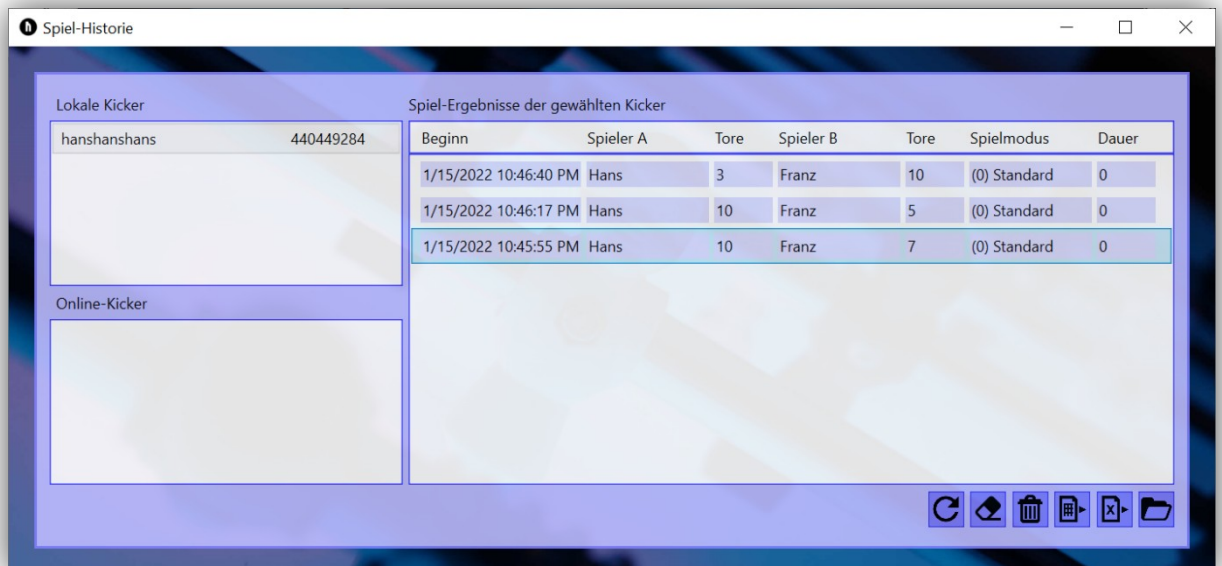 Spiel-Historie
Lokale Kicker
hanshanshans 440449284
Online-Kicker
Spiel-Ergebnisse der gewählten Kicker
Beginn Spieler A Tore Spieler B Tore Spielmodus Dauer
1/15/2022 10:46:40 PM Hans 3 Franz 10 (0) Standard 0
1/15/2022 10:46:17 PM Hans 10 Franz 5 (0) Standard 0
1/15/2022 10:45:55 PM Hans 10 Franz 7 (0) Standard 0